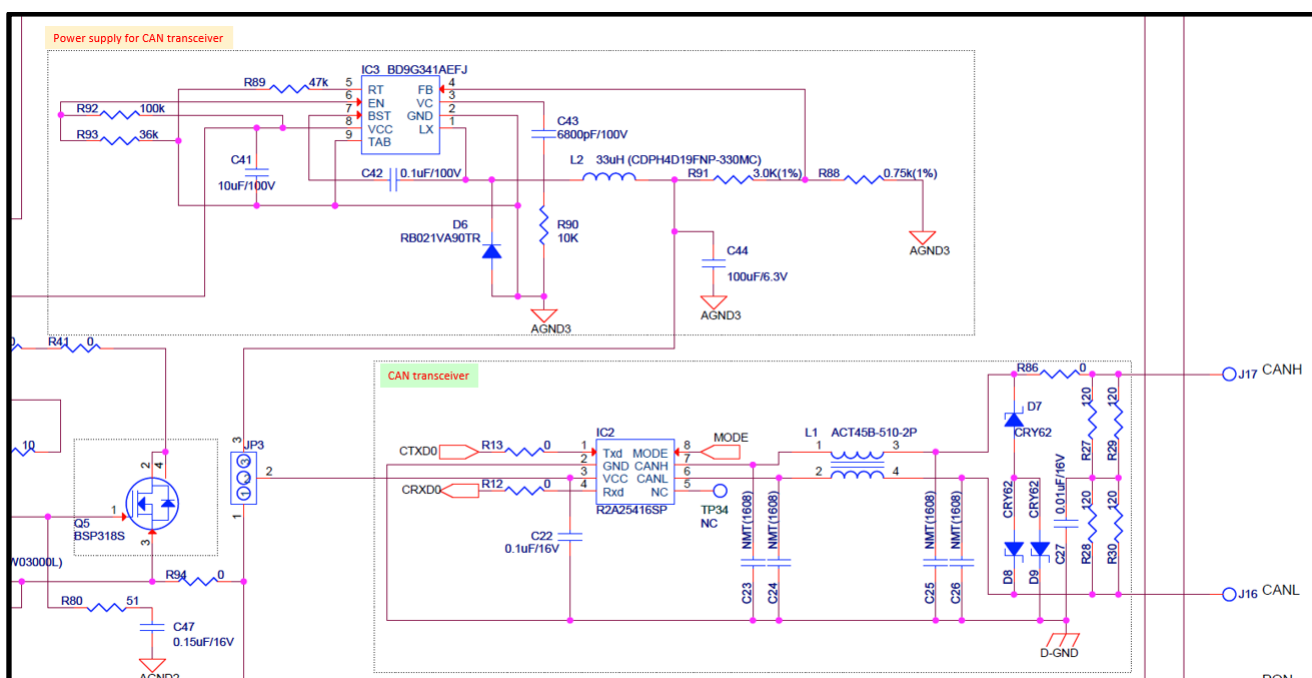 Power supply for CAN transceiver
IC3 BD9G341AEFJ
R89 47k
5 RT FB 4
6 EN VC 3
7 BST GND 2
8 VCC LX 1
9 TAB
R92 100k
R93 36k
C41
10uF/100V
C42 0.1uF/100V
C43
6800pF/100V
L2 33uH (CDPH4D19FNP-330MC)
R91 3.0K(1%) R88 0.75k(1%)
D6
RB021VA90TR
R90
10K
C44
100uF/6.3V
AGND3
AGND3
AGND3
R41 0
CAN transceiver
R86 0
J17 CANH
D7
CRY62
120
R27
120
R29
10
2 4
1
3
Q5
BSP318S
JP3
3
3
2
1
1
2
CTXD0 R13 0
CRXD0 R12 0
IC2
1 Txd MODE 8
2 GND CANH 7
3 VCC CANL 6
4 Rxd NC 5
R2A25416SP
MODE
TP34
NC
L1 ACT45B-510-2P
1 3
2 4
C22
0.1uF/16V
NMT(1608)
C23
NMT(1608)
C24
NMT(1608)
C25
NMT(1608)
C26
CRY62
D8
CRY62
D9
0.01uF/16V
C27
120
R28
120
R30
J16 CANL
D-GND
W03000L)
R94 0
R80 51
C47
0.15uF/16V